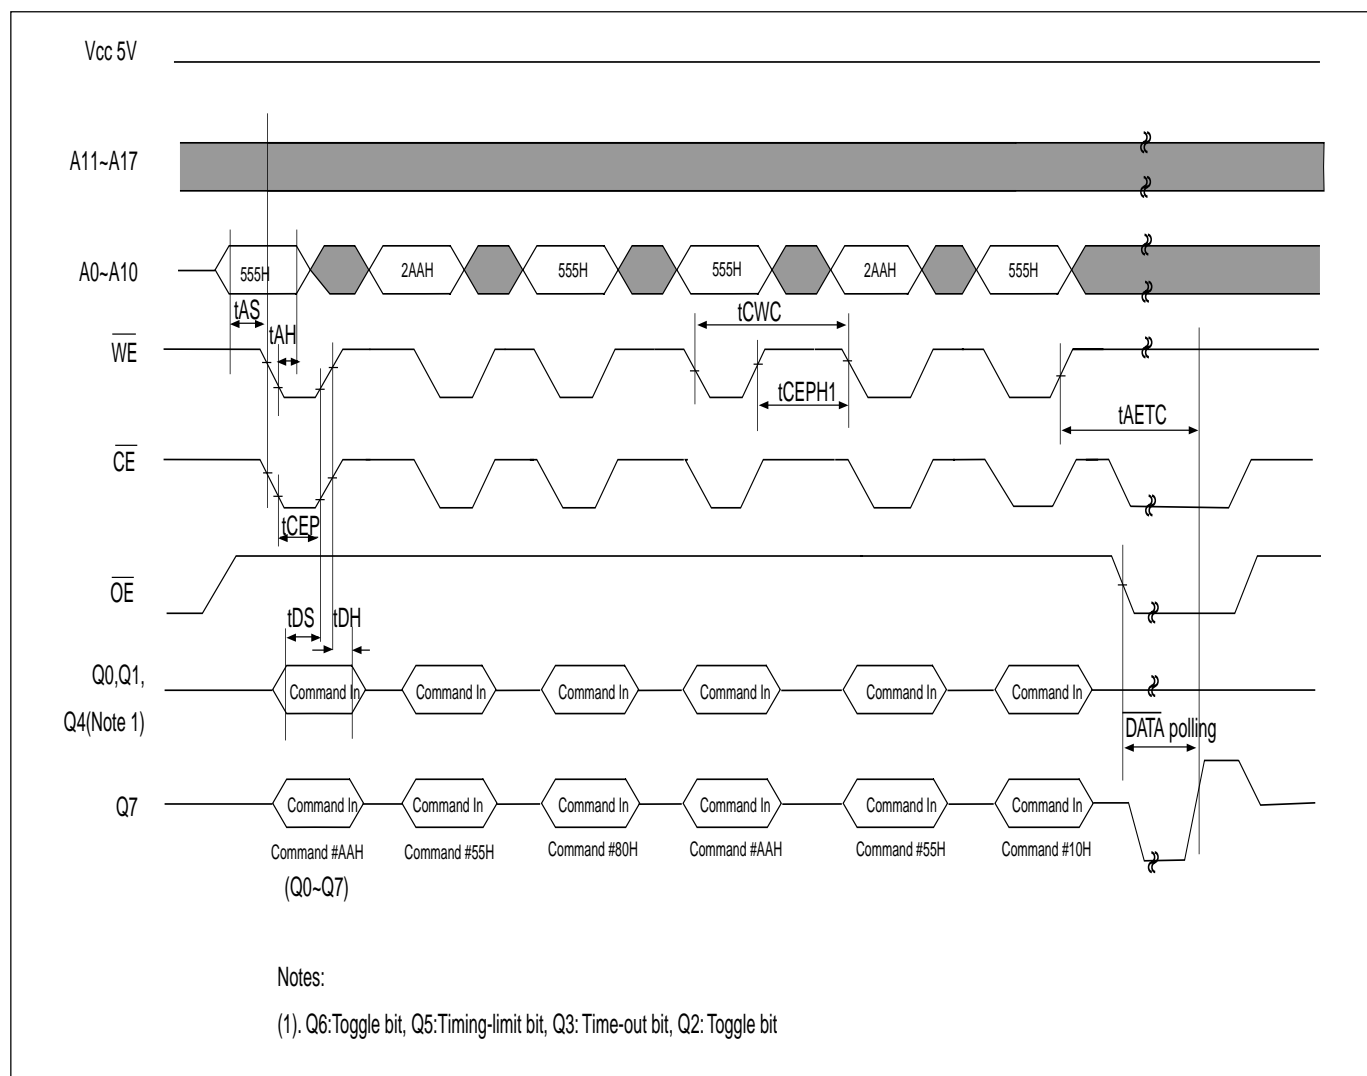 Vcc 5V
A11~A17
A0~A10
555H 2AAH 555H 555H 2AAH 555H
tAS
tAH
tCWC
WE
tCEPH1
tAETC
CE
tCEP
OE
tDS tDH
Q0,Q1,
Q4(Note 1)
Command In Command In Command In Command In Command In Command In
DATA polling
Q7
Command In Command In Command In Command In Command In Command In
Command #AAH Command #55H Command #80H Command #AAH Command #55H Command #10H
(Q0~Q7)
Notes:
(1). Q6:Toggle bit, Q5:Timing-limit bit, Q3: Time-out bit, Q2: Toggle bit